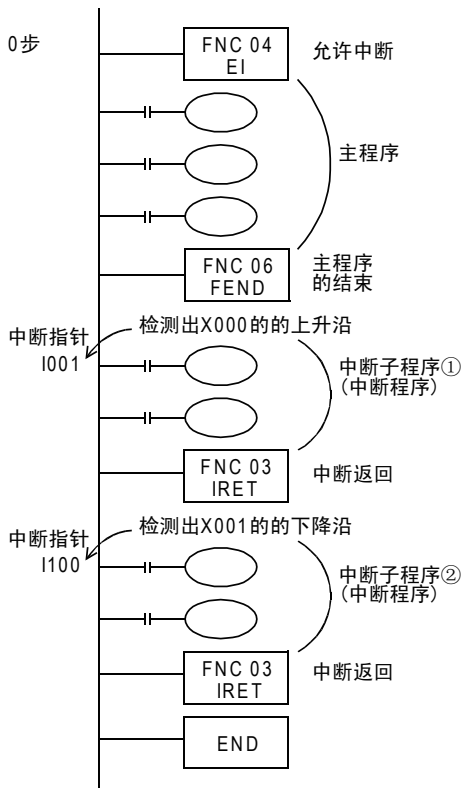 0步
FNC 04
EI
允许中断
主程序
FNC 06
FEND
主程序
的结束
中断指针
I001
检测出X000的的上升沿
中断子程序①
(中断程序)
FNC 03
IRET
中断返回
中断指针
I100
检测出X001的的下降沿
中断子程序②
(中断程序)
FNC 03
IRET
中断返回
END